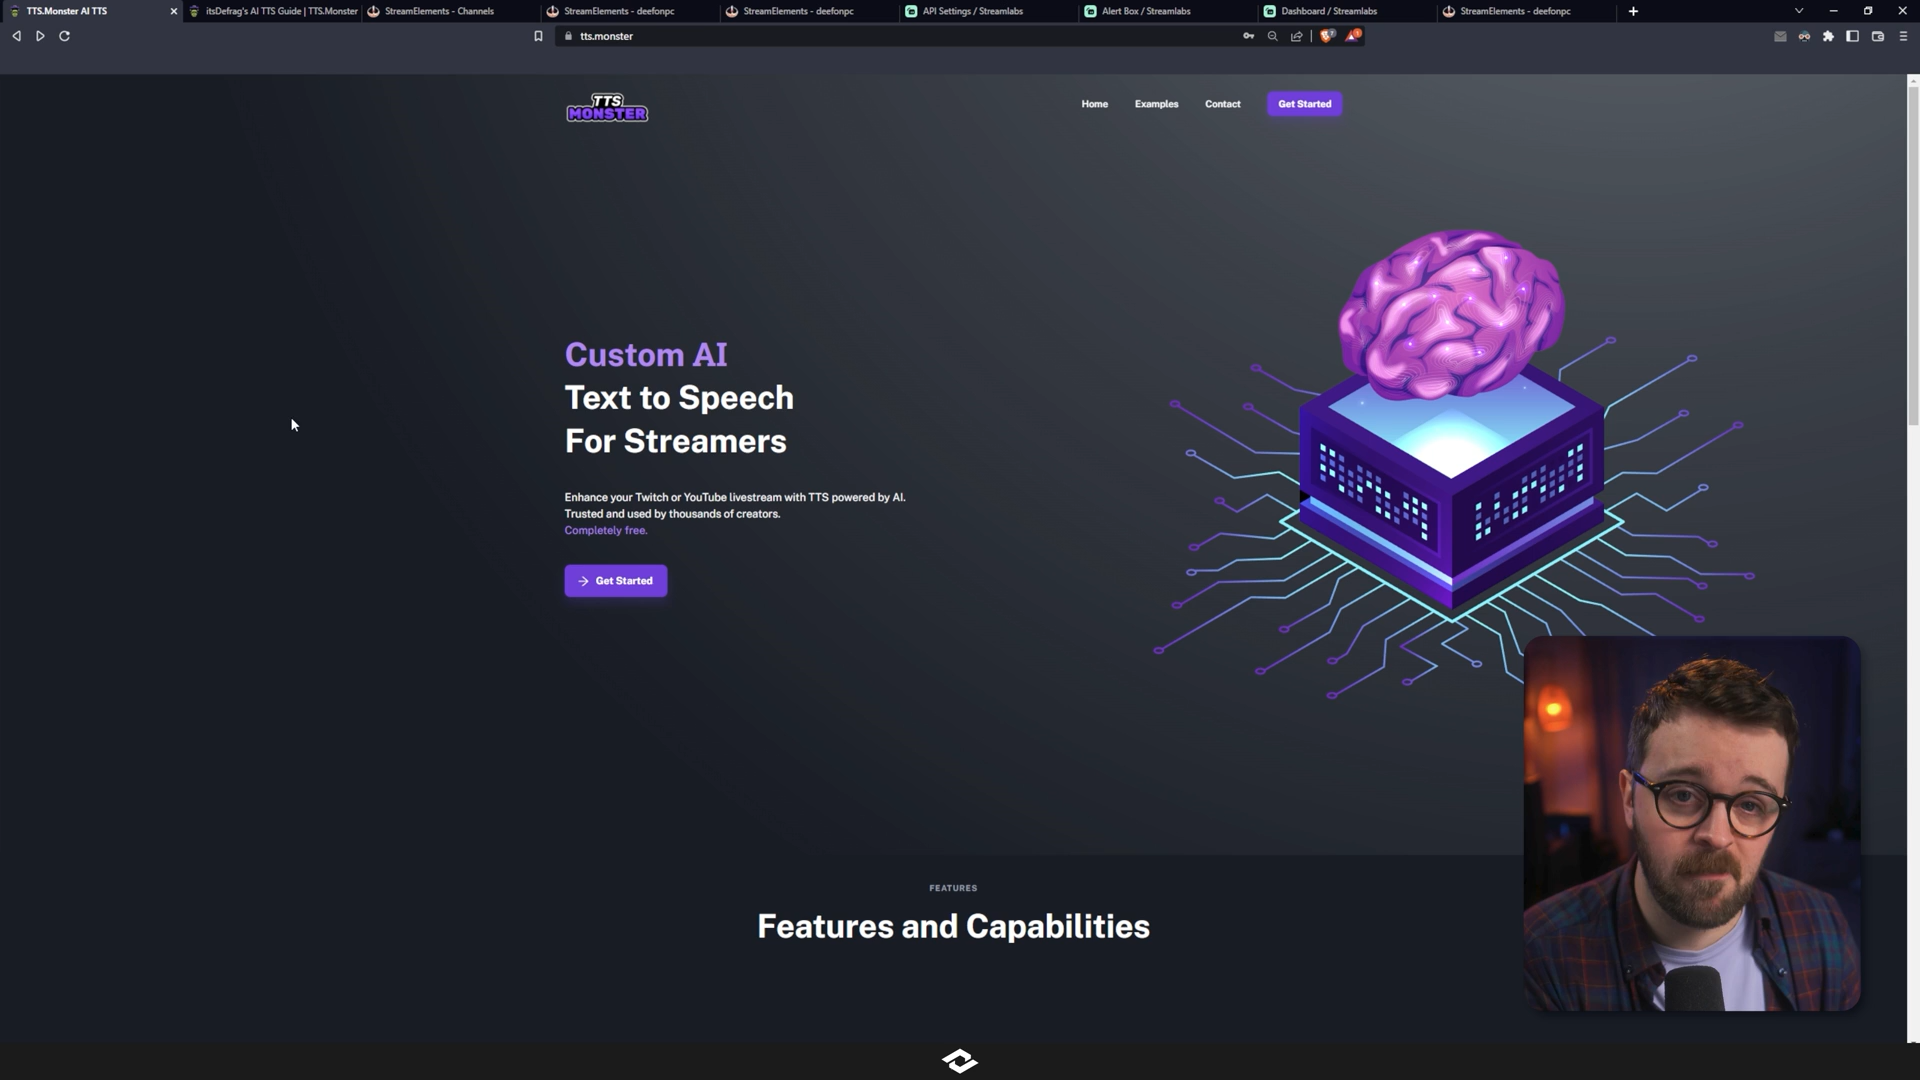 TTS.Monster AI TTS
itsDefrag's AI TTS Guide | TTS.Monster
StreamElements - Channels
StreamElements - deefonpc
StreamElements - deefonpc
API Settings / Streamlabs
Alert Box / Streamlabs
Dashboard / Streamlabs
StreamElements - deefonpc
tts.monster
TTS
MONSTER
Home
Examples
Contact
Get Started
Custom AI
Text to Speech
For Streamers
Enhance your Twitch or YouTube livestream with TTS powered by AI.
Trusted and used by thousands of creators.
Completely free.
Get Started
FEATURES
Features and Capabilities